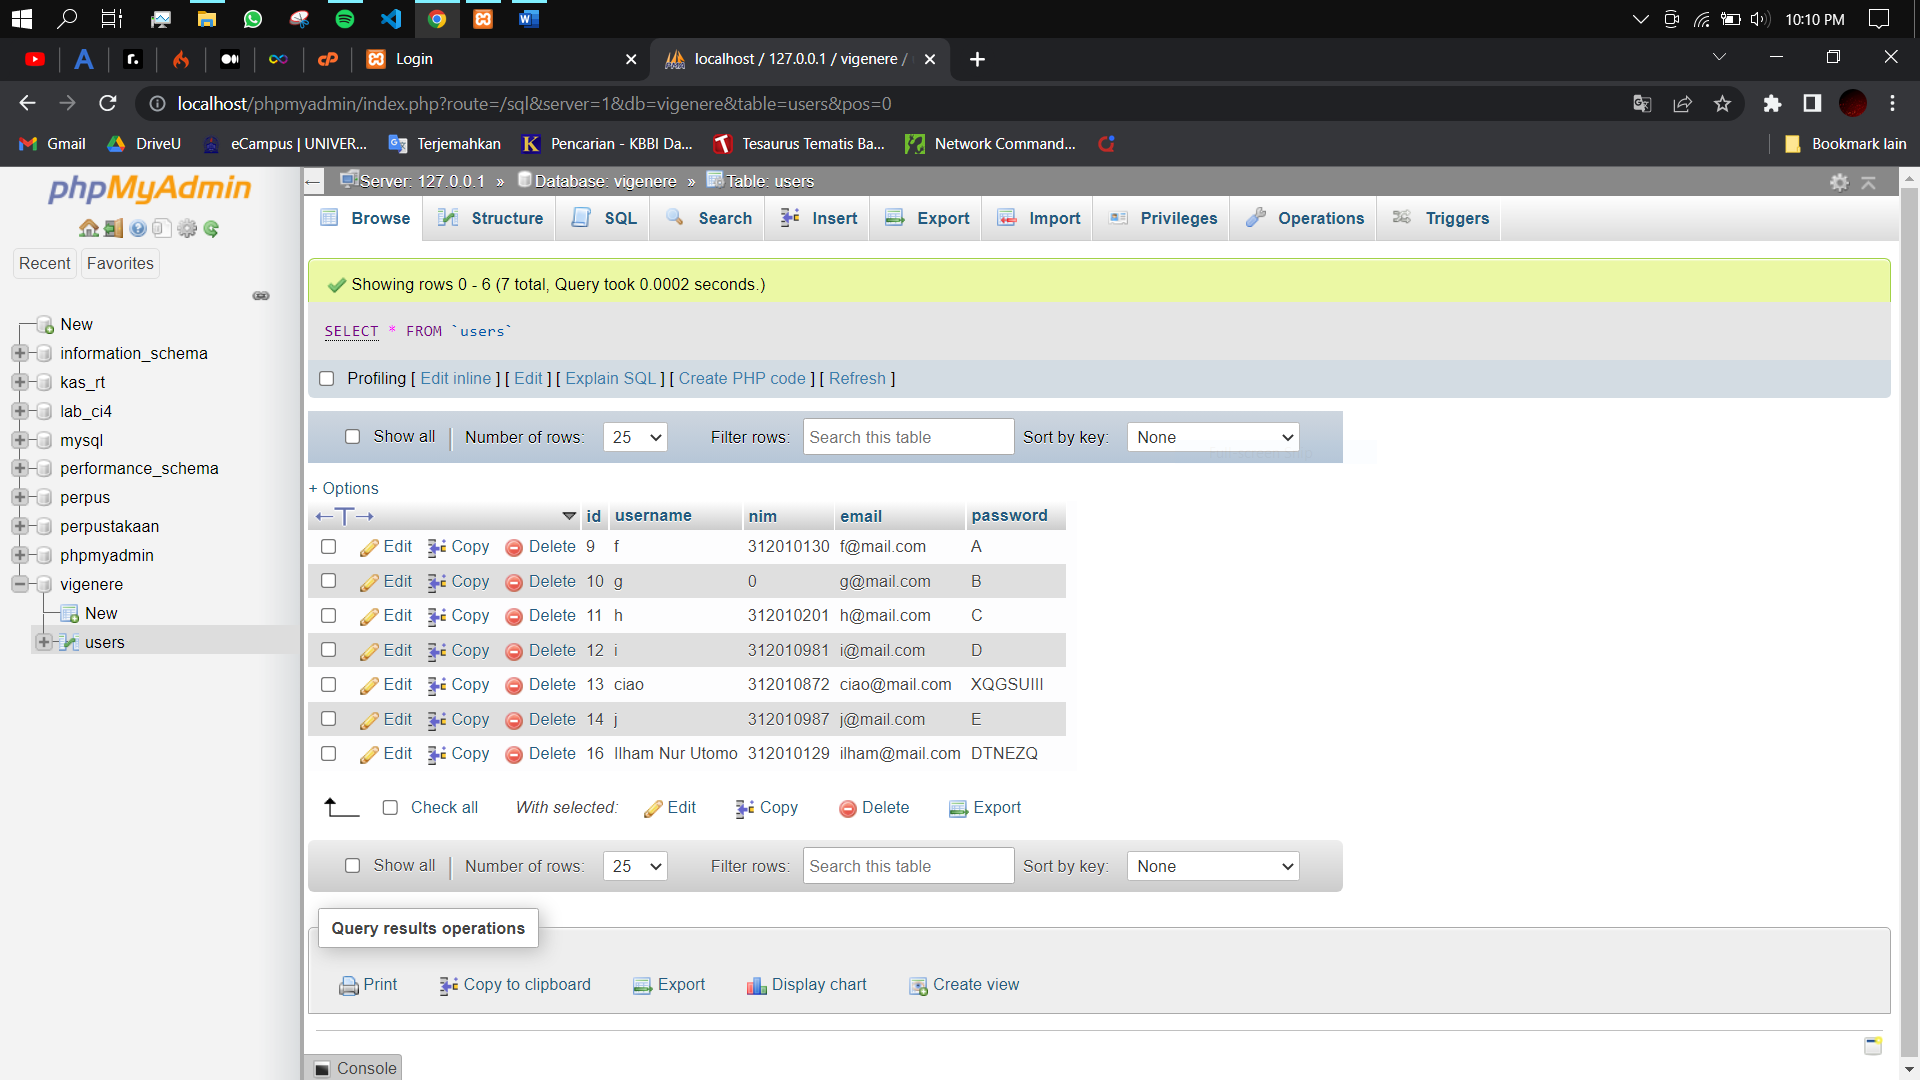 10:10 PM
Login
localhost / 127.0.0.1 / vigenere /
localhost/phpmyadmin/index.php?route=/sql&server=1&db=vigenere&table=users&pos=0
Gmail DriveU eCampus | UNIVER... Terjemahkan Pencarian - KBBI Da... Tesaurus Tematis Ba... Network Command... Bookmark lain
phpMyAdmin
Recent Favorites
New
information_schema
kas_rt
lab_ci4
mysql
performance_schema
perpus
perpustakaan
phpmyadmin
vigenere
New
users
Server: 127.0.0.1 » Database: vigenere » Table: users
Browse Structure SQL Search Insert Export Import Privileges Operations Triggers
Showing rows 0 - 6 (7 total, Query took 0.0002 seconds.)
SELECT * FROM `users`
Profiling [ Edit inline ] [ Edit ] [ Explain SQL ] [ Create PHP code ] [ Refresh ]
Show all Number of rows: 25 Filter rows: Search this table Sort by key: None
+ Options
←T→ id username nim email password
Edit Copy Delete 9 f 312010130 f@mail.com A
Edit Copy Delete 10 g 0 g@mail.com B
Edit Copy Delete 11 h 312010201 h@mail.com C
Edit Copy Delete 12 i 312010981 i@mail.com D
Edit Copy Delete 13 ciao 312010872 ciao@mail.com XQGSUIII
Edit Copy Delete 14 j 312010987 j@mail.com E
Edit Copy Delete 16 Ilham Nur Utomo 312010129 ilham@mail.com DTNEZQ
Check all With selected: Edit Copy Delete Export
Show all Number of rows: 25 Filter rows: Search this table Sort by key: None
Query results operations
Print Copy to clipboard Export Display chart Create view
Console